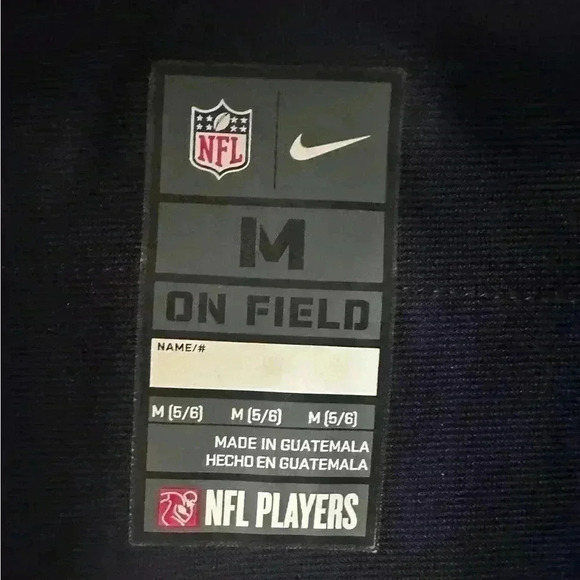 NFL
M
ON FIELD
NAME/#
M (5/6) M (5/6) M (5/6)
MADE IN GUATEMALA
HECHO EN GUATEMALA
NFL PLAYERS